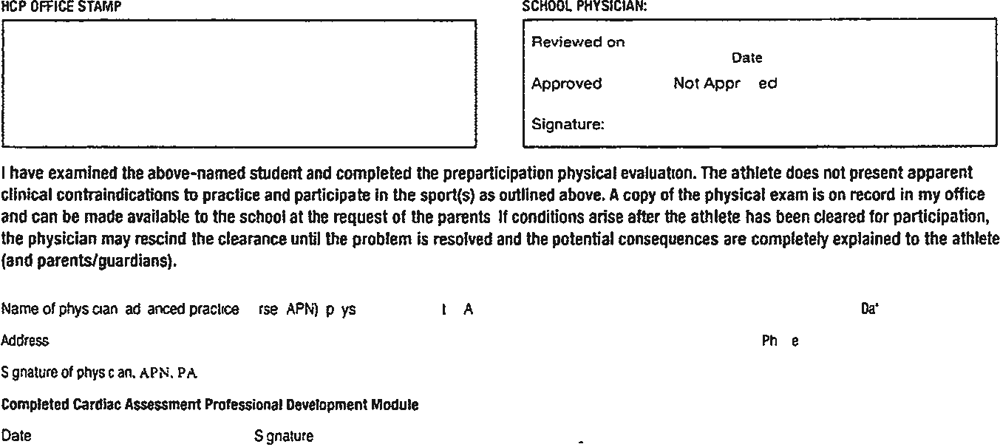 HCP OFFICE STAMP
SCHOOL PHYSICIAN:
Reviewed on
Date
Approved Not Appr ed
Signature:
I have examined the above-named student and completed the preparticipation physical evaluation. The athlete does not present apparent
clinical contraindications to practice and participate in the sport(s) as outlined above. A copy of the physical exam is on record in my office
and can be made available to the school at the request of the parents If conditions arise after the athlete has been cleared for participation,
the physician may rescind the clearance until the problem is resolved and the potential consequences are completely explained to the athlete
(and parents/guardians).
Name of phys cian ad anced practice rse APN) p ys A
Address Ph e
S gnature of phys c an, APN, PA
Completed Cardiac Assessment Professional Development Module
Date S gnature